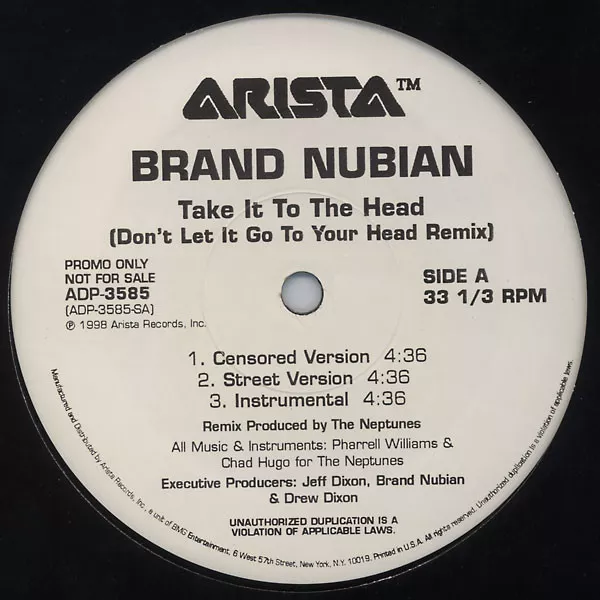 ARISTA™
BRAND NUBIAN
Take It To The Head
(Don't Let It Go To Your Head Remix)
PROMO ONLY
NOT FOR SALE
ADP-3585
(ADP-3585-SA)
℗ 1998 Arista Records, Inc.
SIDE A
33 1/3 RPM
1. Censored Version 4:36
2. Street Version 4:36
3. Instrumental 4:36
Remix Produced by The Neptunes
All Music & Instruments: Pharrell Williams &
Chad Hugo for The Neptunes
Executive Producers: Jeff Dixon, Brand Nubian
& Drew Dixon
UNAUTHORIZED DUPLICATION IS A
VIOLATION OF APPLICABLE LAWS.
Manufactured and Distributed by Arista Records, Inc., a unit of BMG Entertainment, 6 West 57th Street, New York, N.Y. 10019. Printed in U.S.A. All rights reserved. Unauthorized duplication is a violation of applicable laws.